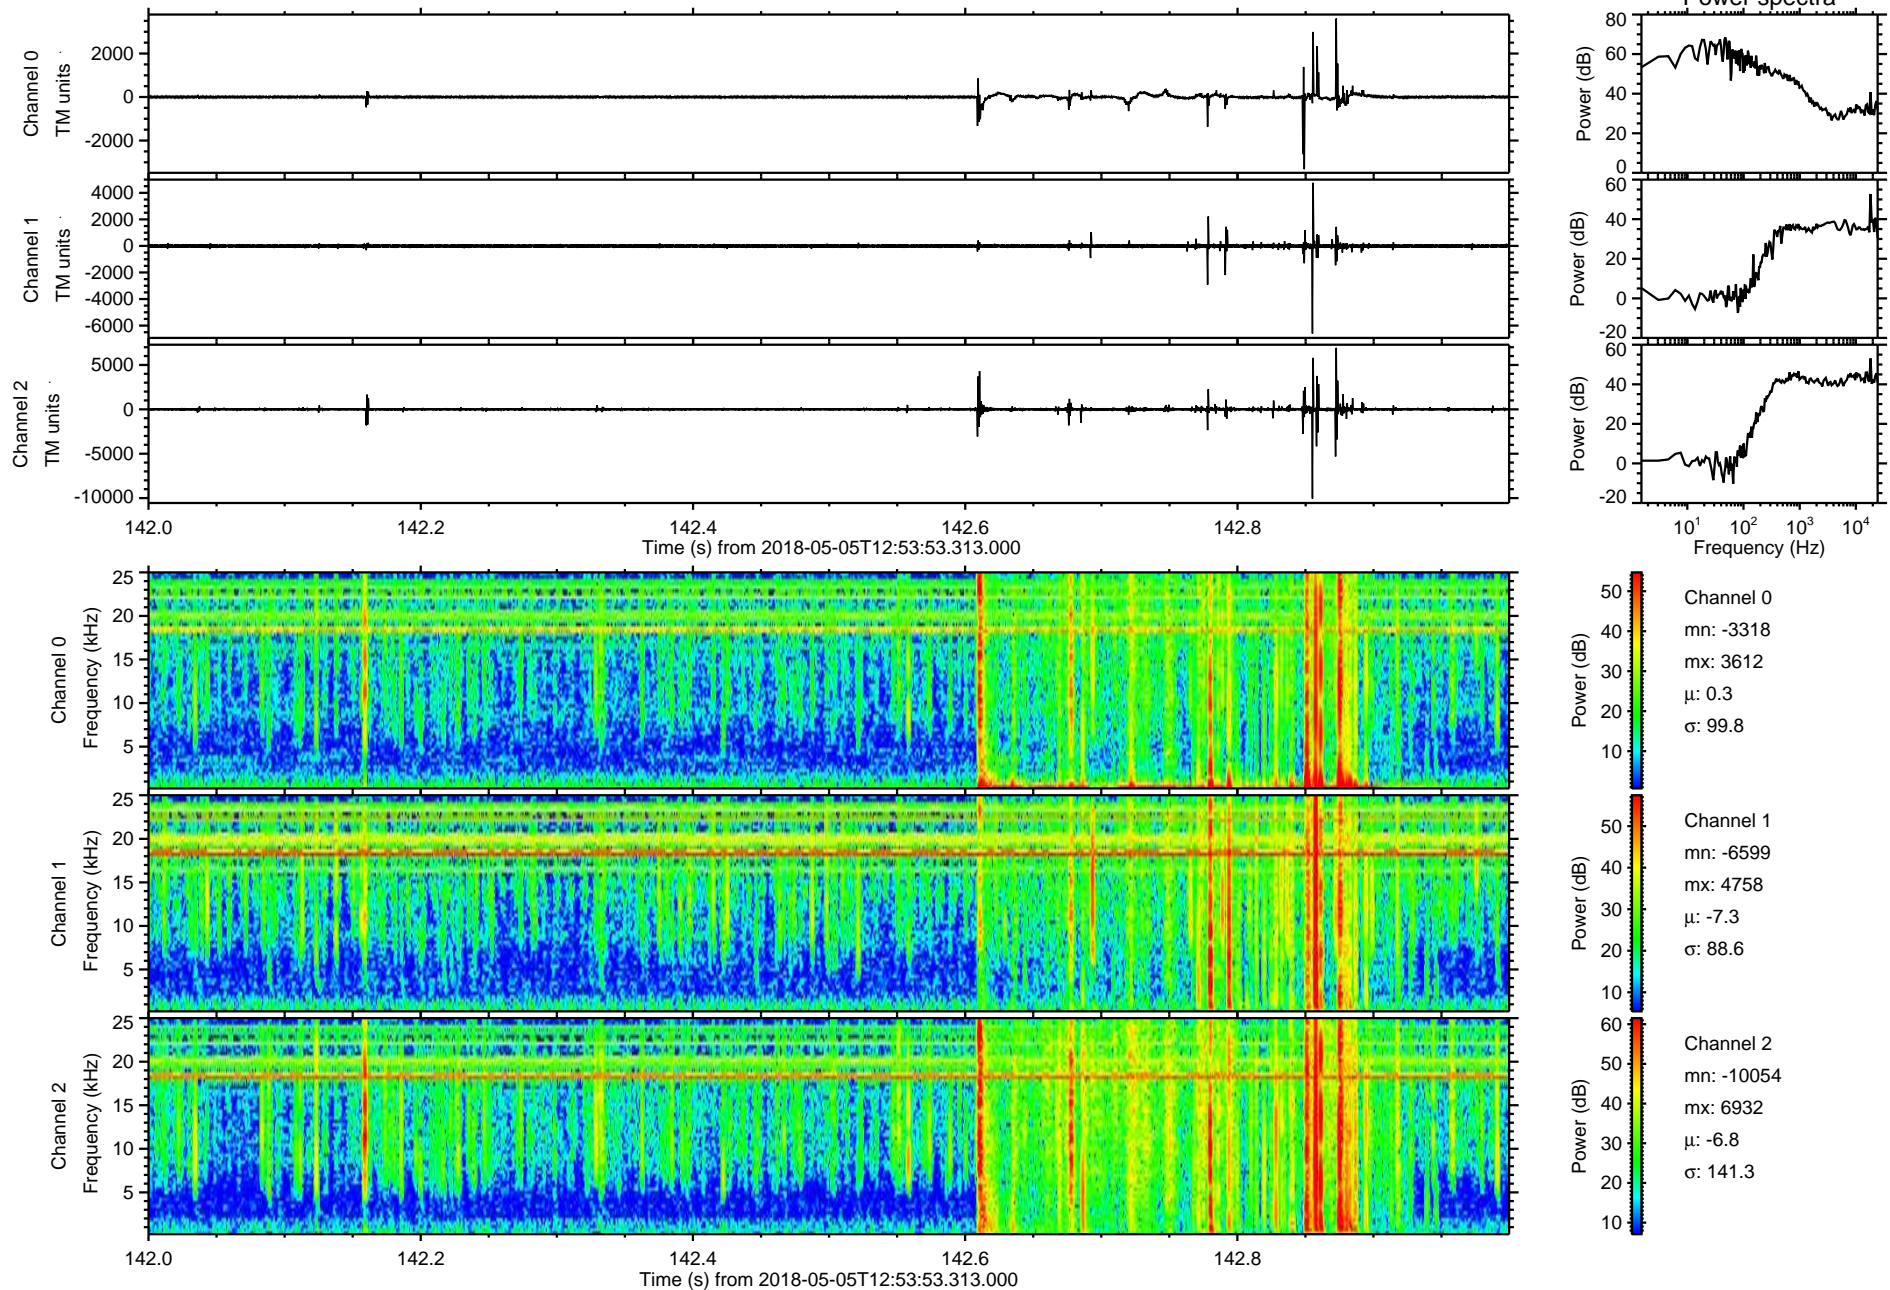 Power spectra
Channel 0
TM units
2000
0
-2000
Power (dB)
80
60
40
20
0
Channel 1
TM units
4000
2000
0
-2000
-4000
-6000
Power (dB)
60
40
20
0
-20
Channel 2
TM units
5000
0
-5000
-10000
Power (dB)
60
40
20
0
-20
142.0 142.2 142.4 142.6 142.8
Time (s) from 2018-05-05T12:53:53.313.000
10^1 10^2 10^3 10^4
Frequency (Hz)
Channel 0
Frequency (kHz)
25
20
15
10
5
Power (dB)
50
40
30
20
10
Channel 0
mn: -3318
mx: 3612
μ: 0.3
σ: 99.8
Channel 1
Frequency (kHz)
25
20
15
10
5
Power (dB)
50
40
30
20
10
Channel 1
mn: -6599
mx: 4758
μ: -7.3
σ: 88.6
Channel 2
Frequency (kHz)
25
20
15
10
5
Power (dB)
60
50
40
30
20
10
Channel 2
mn: -10054
mx: 6932
μ: -6.8
σ: 141.3
142.0 142.2 142.4 142.6 142.8
Time (s) from 2018-05-05T12:53:53.313.000